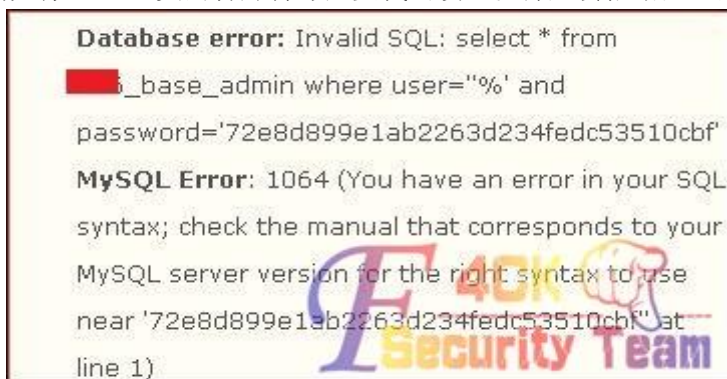 Database error: Invalid SQL: select * from
_base_admin where user=''%' and
password='72e8d899e1ab2263d234fedc53510cbf'
MySQL Error: 1064 (You have an error in your SQL
syntax; check the manual that corresponds to your
MySQL server version for the right syntax to use
near '72e8d899e1ab2263d234fedc53510cbf'' at
line 1)
F4CK
Security Team